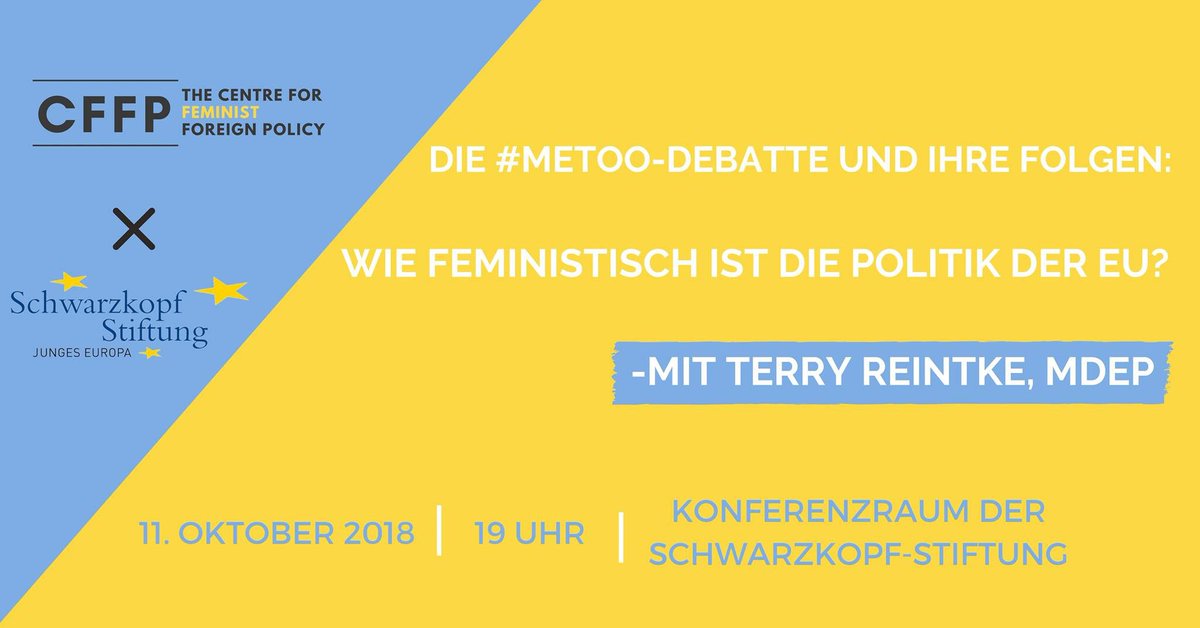 CFFP
THE CENTRE FOR
FEMINIST
FOREIGN POLICY
Schwarzkopf
Stiftung
JUNGES EUROPA
DIE #METOO-DEBATTE UND IHRE FOLGEN:
WIE FEMINISTISCH IST DIE POLITIK DER EU?
-MIT TERRY REINTKE, MDEP
11. OKTOBER 2018
19 UHR
KONFERENZRAUM DER
SCHWARZKOPF-STIFTUNG